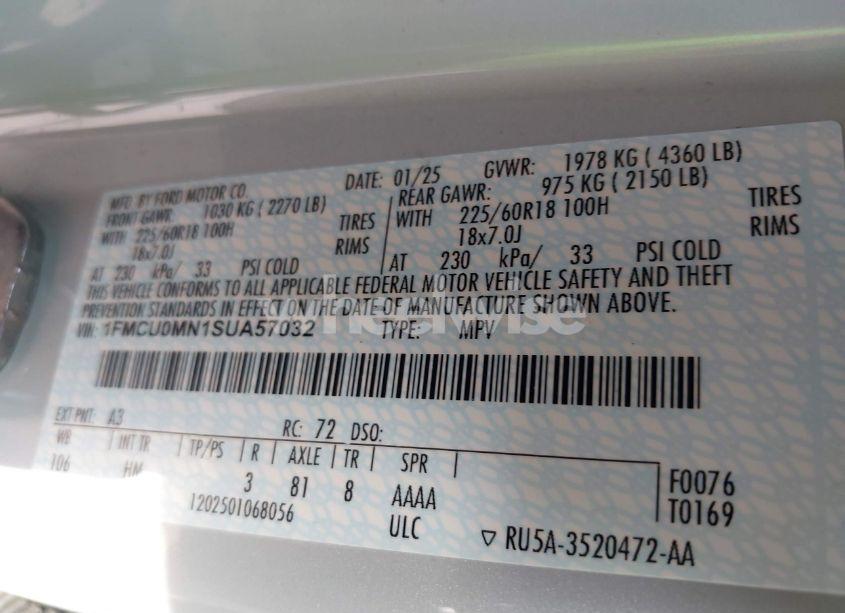 MFD. BY FORD MOTOR CO. DATE: 01/25 GVWR: 1978 KG ( 4360 LB)
FRONT GAWR: 1030 KG ( 2270 LB) REAR GAWR: 975 KG ( 2150 LB)
WITH 225/60R18 100H TIRES WITH 225/60R18 100H TIRES
18x7.0J RIMS 18x7.0J RIMS
AT 230 kPa/ 33 PSI COLD AT 230 kPa/ 33 PSI COLD
THIS VEHICLE CONFORMS TO ALL APPLICABLE FEDERAL MOTOR VEHICLE SAFETY AND THEFT
PREVENTION STANDARDS IN EFFECT ON THE DATE OF MANUFACTURE SHOWN ABOVE.
VIN: 1FMCU0MN1SUA57032 TYPE: MPV
EXT PNT: A3 RC: 72 DSO:
WB INT TR TP/PS R AXLE TR SPR
106 HM 3 81 8 AAAA F0076
1202501068056 ULC T0169
RU5A-3520472-AA